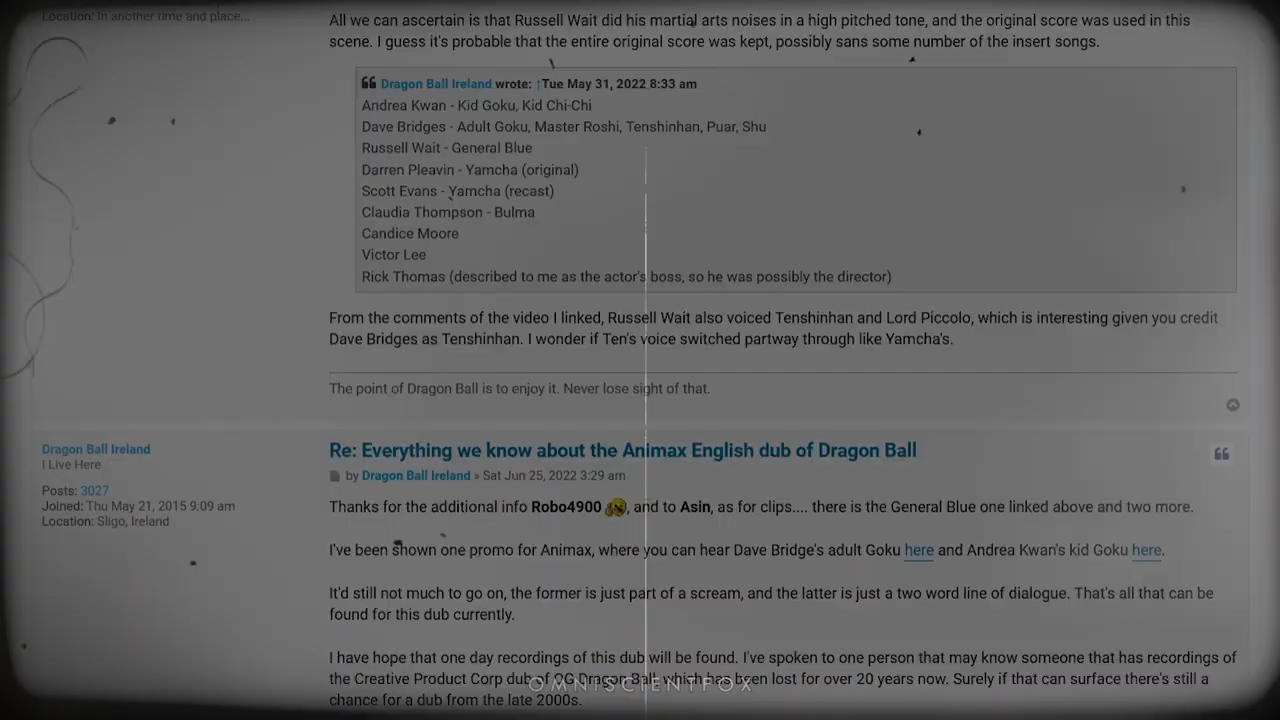 Location: In another time and place...
All we can ascertain is that Russell Wait did his martial arts noises in a high pitched tone, and the original score was used in this
scene. I guess it's probable that the entire original score was kept, possibly sans some number of the insert songs.
Dragon Ball Ireland wrote: ↑Tue May 31, 2022 8:33 am
Andrea Kwan - Kid Goku, Kid Chi-Chi
Dave Bridges - Adult Goku, Master Roshi, Tenshinhan, Puar, Shu
Russell Wait - General Blue
Darren Pleavin - Yamcha (original)
Scott Evans - Yamcha (recast)
Claudia Thompson - Bulma
Candice Moore
Victor Lee
Rick Thomas (described to me as the actor's boss, so he was possibly the director)
From the comments of the video I linked, Russell Wait also voiced Tenshinhan and Lord Piccolo, which is interesting given you credit
Dave Bridges as Tenshinhan. I wonder if Ten's voice switched partway through like Yamcha's.
The point of Dragon Ball is to enjoy it. Never lose sight of that.
Dragon Ball Ireland
I Live Here
Posts: 3027
Joined: Thu May 21, 2015 9:09 am
Location: Sligo, Ireland
Re: Everything we know about the Animax English dub of Dragon Ball
by Dragon Ball Ireland » Sat Jun 25, 2022 3:29 am
Thanks for the additional info Robo4900 , and to Asin, as for clips.... there is the General Blue one linked above and two more.
I've been shown one promo for Animax, where you can hear Dave Bridge's adult Goku here and Andrea Kwan's kid Goku here.
It'd still not much to go on, the former is just part of a scream, and the latter is just a two word line of dialogue. That's all that can be
found for this dub currently.
I have hope that one day recordings of this dub will be found. I've spoken to one person that may know someone that has recordings of
the Creative Product Corp dub of OG Dragon Ball, which has been lost for over 20 years now. Surely if that can surface there's still a
chance for a dub from the late 2000s.
OMNISCIENTFOX